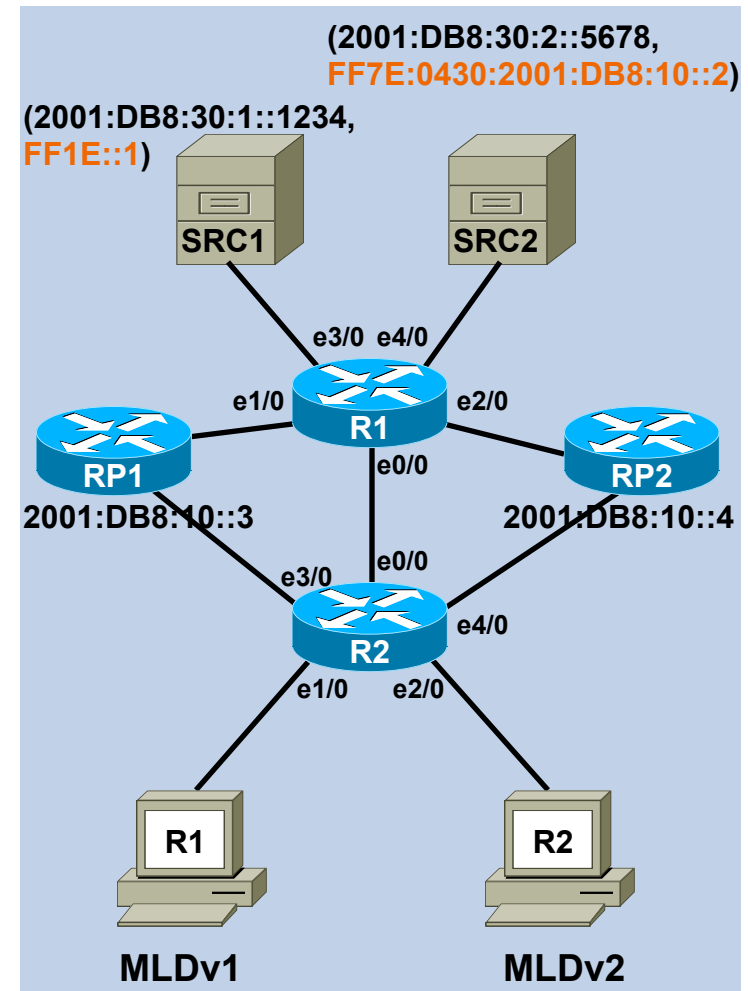 (2001:DB8:30:2::5678,
FF7E:0430:2001:DB8:10::2)
(2001:DB8:30:1::1234,
FF1E::1)
SRC1
SRC2
e3/0
e4/0
e1/0
e2/0
R1
e0/0
RP1
RP2
2001:DB8:10::3
2001:DB8:10::4
e0/0
e3/0
e4/0
R2
e1/0
e2/0
R1
R2
MLDv1
MLDv2